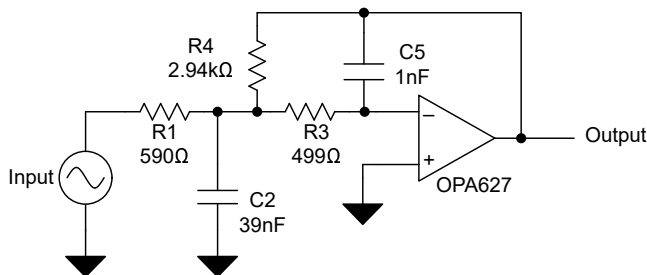 R4
2.94kΩ
C5
1nF
R1
590Ω
R3
499Ω
−
+
OPA627
Output
Input
C2
39nF